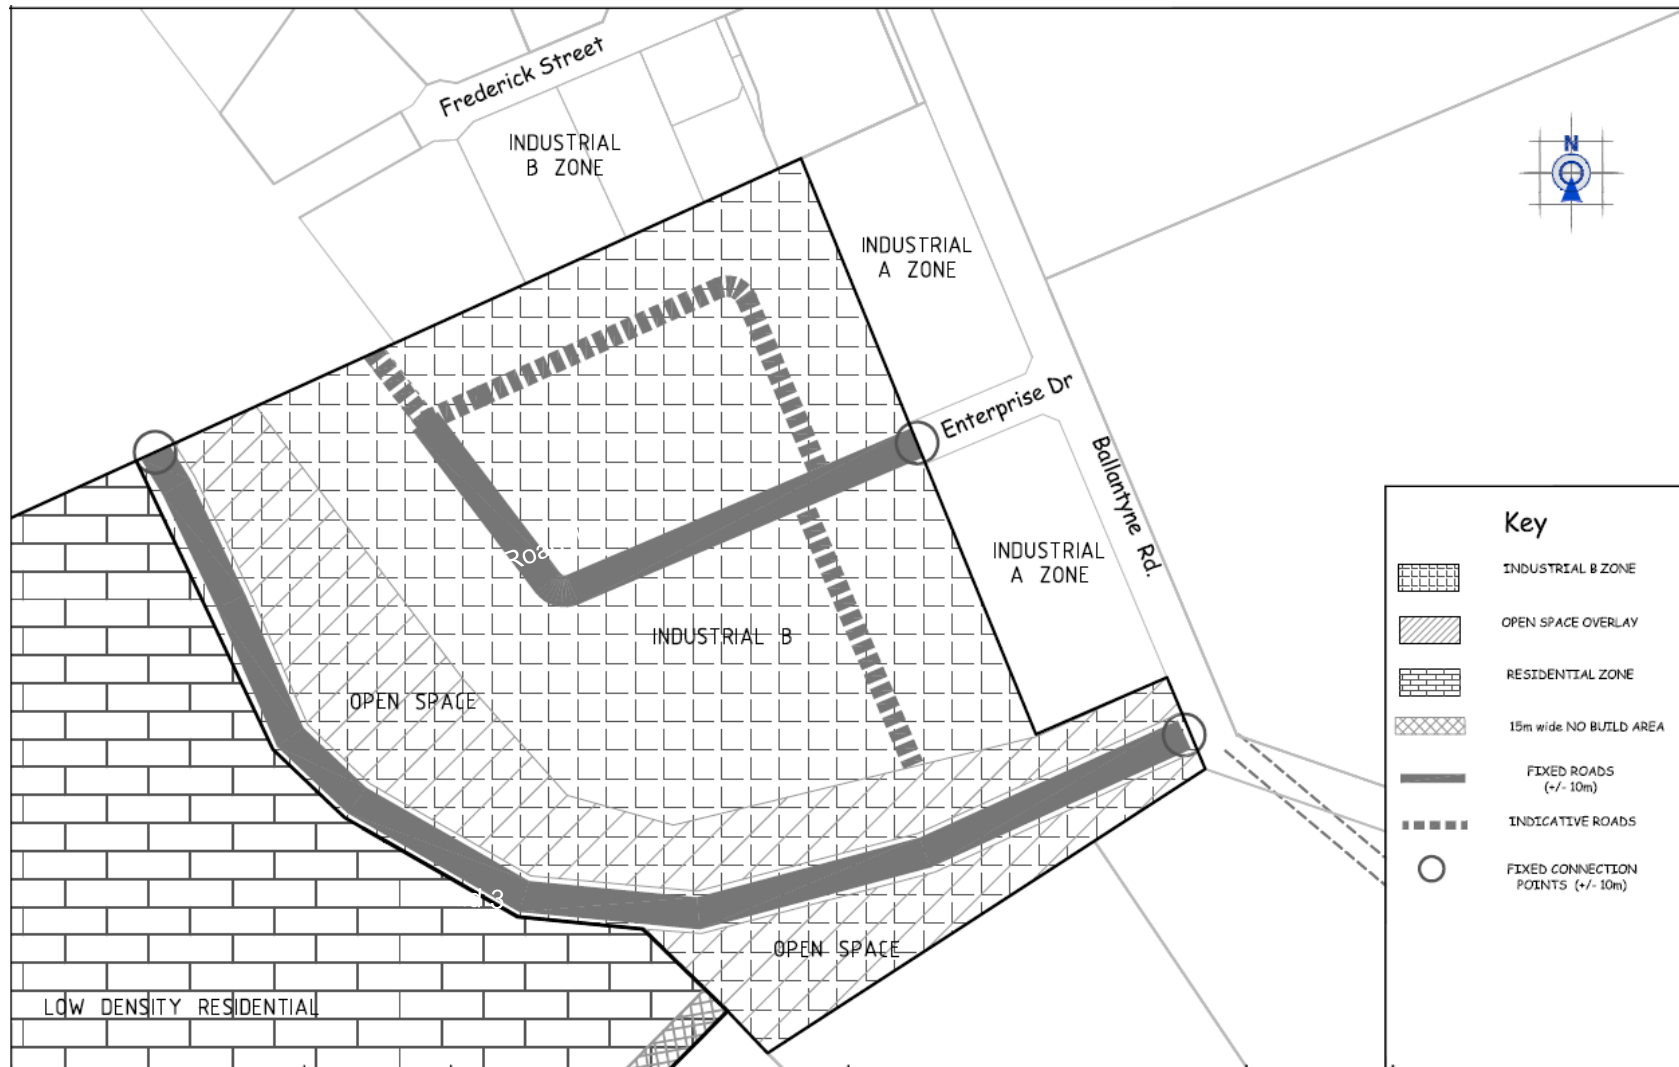 Frederick Street
INDUSTRIAL
B ZONE
N
INDUSTRIAL
A ZONE
Enterprise Dr
Ballantyne Rd.
INDUSTRIAL
A ZONE
INDUSTRIAL B
OPEN SPACE
3
OPEN SPACE
LOW DENSITY RESIDENTIAL
Key
INDUSTRIAL B ZONE
OPEN SPACE OVERLAY
RESIDENTIAL ZONE
15m wide NO BUILD AREA
FIXED ROADS
(+/- 10m)
INDICATIVE ROADS
FIXED CONNECTION
POINTS (+/- 10m)